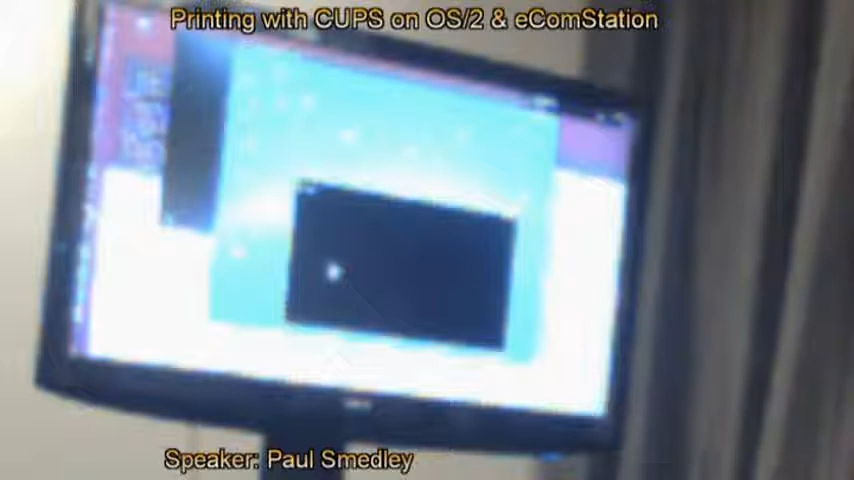 Printing with CUPS on OS/2 & eComStation
Speaker: Paul Smedley